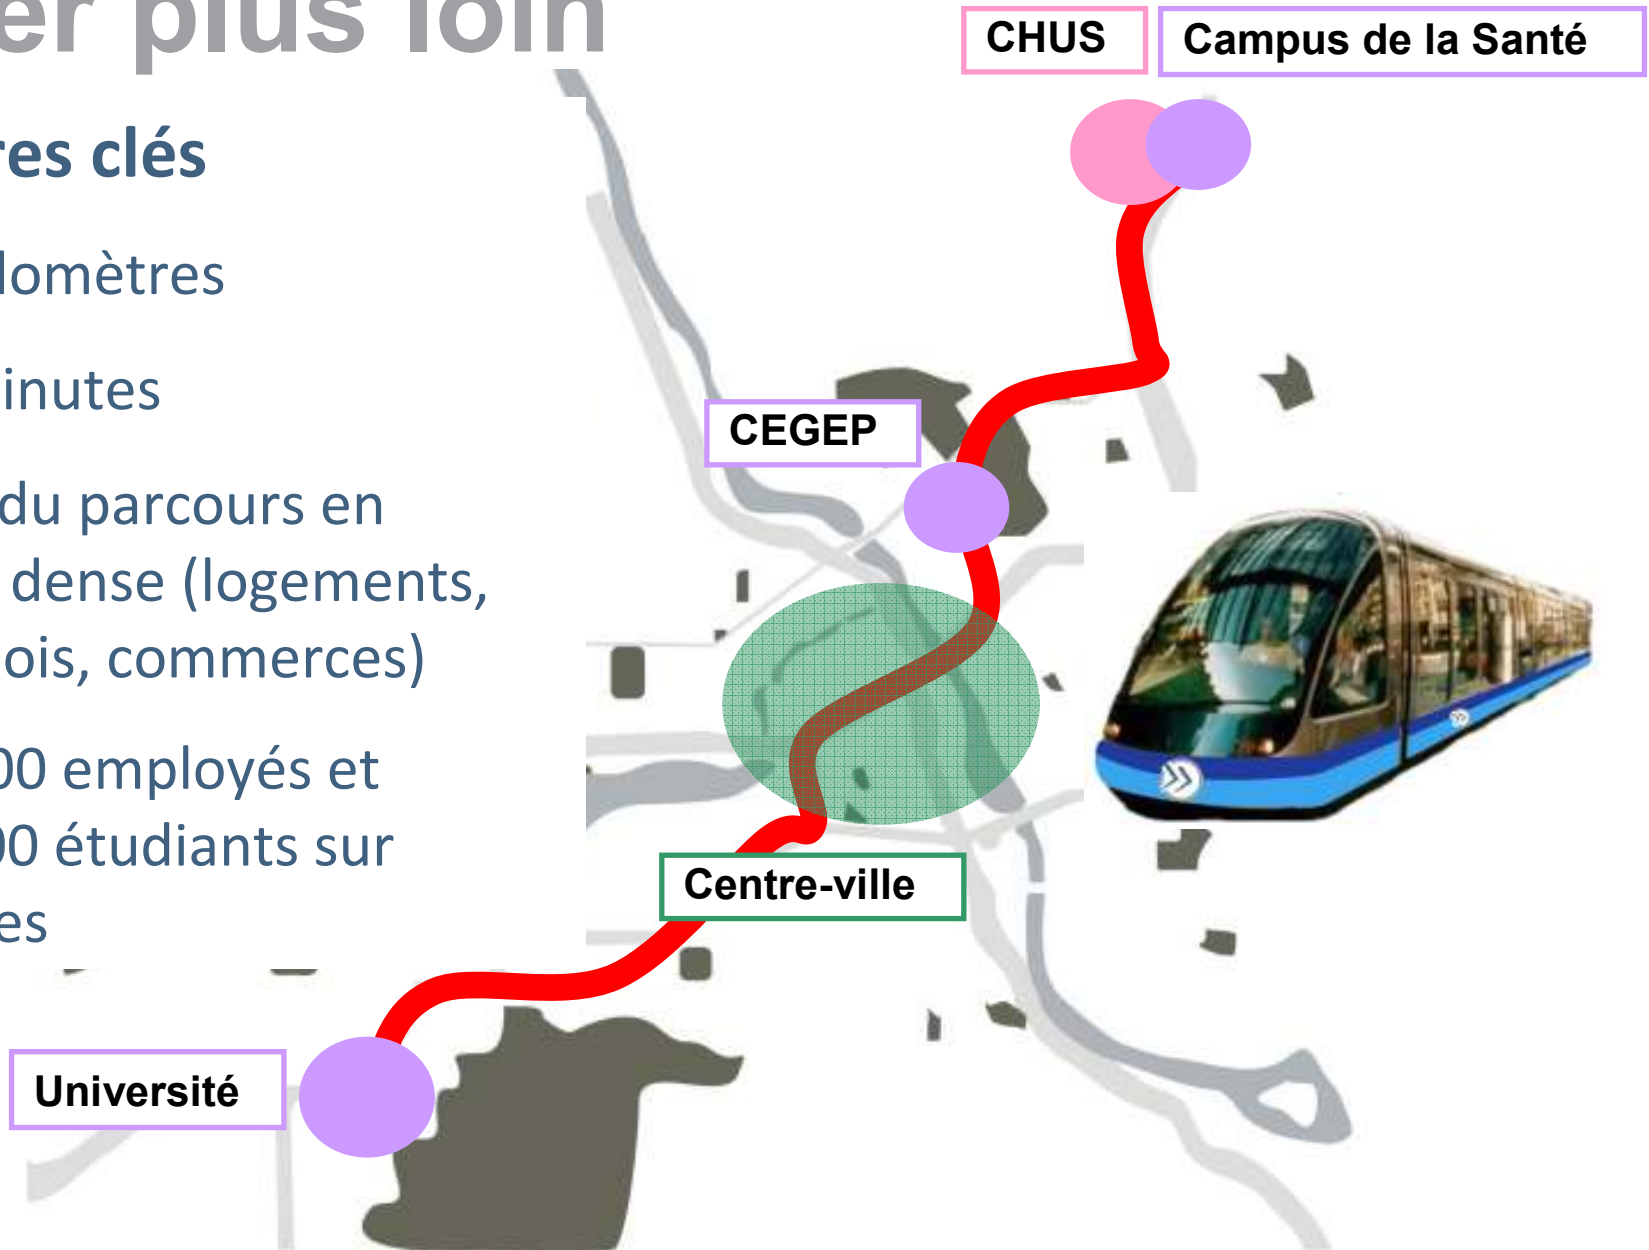 er plus loin
res clés
lomètres
inutes
du parcours en
dense (logements,
ois, commerces)
00 employés et
00 étudiants sur
es
CHUS
Campus de la Santé
CEGEP
Centre-ville
Université